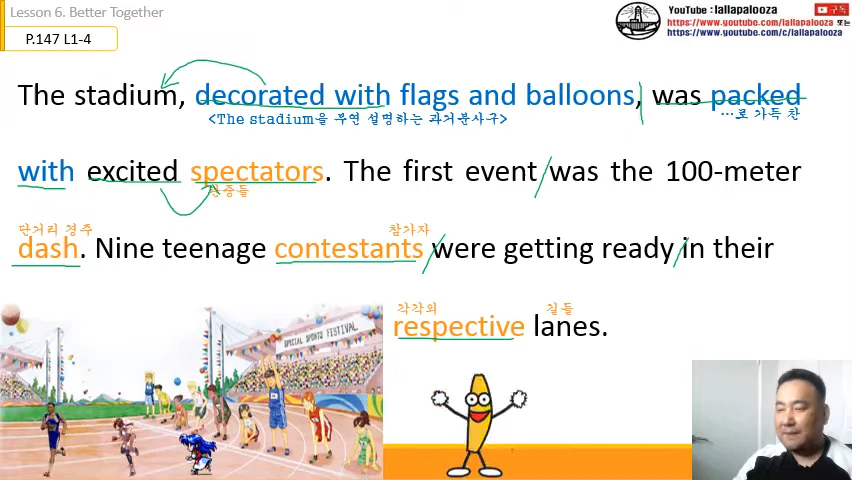 Lesson 6. Better Together
YouTube : lallapalooza
구독
https://www.youtube.com/lallapalooza 또는
https://www.youtube.com/c/lallapalooza
P.147 L1-4
The stadium, decorated with flags and balloons, was packed
<The stadium을 부연 설명하는 과거분사구>
…로 가득 찬
with excited spectators. The first event was the 100-meter
관중들
단거리 경주
참가자
dash. Nine teenage contestants were getting ready in their
각각의
길들
respective lanes.
SPECIAL SPORTS FESTIVAL